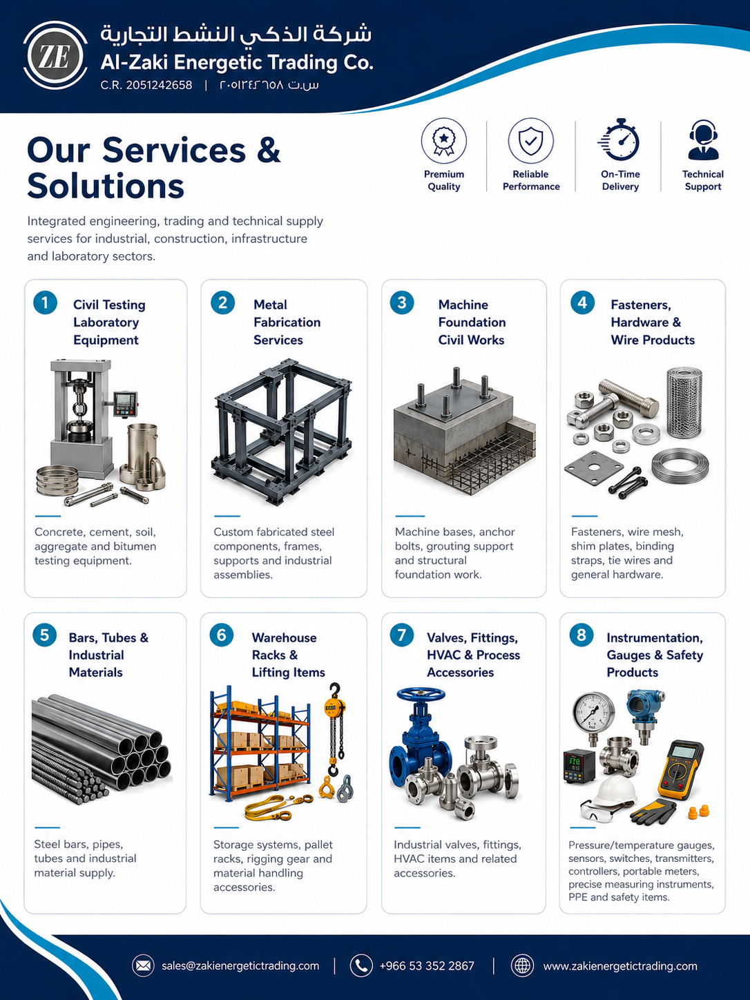 ZE
شركة الذكي النشط التجارية
Al-Zaki Energetic Trading Co.
C.R. 2051242658 | س.ت ٢٠٥١٢٤٢٦٥٨
Our Services &
Solutions
Integrated engineering, trading and technical supply
services for industrial, construction, infrastructure
and laboratory sectors.
Premium
Quality
Reliable
Performance
On-Time
Delivery
Technical
Support
1
Civil Testing
Laboratory
Equipment
Concrete, cement, soil,
aggregate and bitumen
testing equipment.
2
Metal
Fabrication
Services
Custom fabricated steel
components, frames,
supports and industrial
assemblies.
3
Machine
Foundation
Civil Works
Machine bases, anchor
bolts, grouting support
and structural
foundation work.
4
Fasteners,
Hardware &
Wire Products
Fasteners, wire mesh,
shim plates, binding
straps, tie wires and
general hardware.
5
Bars, Tubes &
Industrial
Materials
Steel bars, pipes,
tubes and industrial
material supply.
6
Warehouse
Racks &
Lifting Items
Storage systems, pallet
racks, rigging gear and
material handling
accessories.
7
Valves, Fittings,
HVAC & Process
Accessories
Industrial valves, fittings,
HVAC items and related
accessories.
8
Instrumentation,
Gauges & Safety
Products
Pressure/temperature gauges,
sensors, switches, transmitters,
controllers, portable meters,
precise measuring instruments,
PPE and safety items.
sales@zakienergetictrading.com | +966 53 352 2867 | www.zakienergetictrading.com